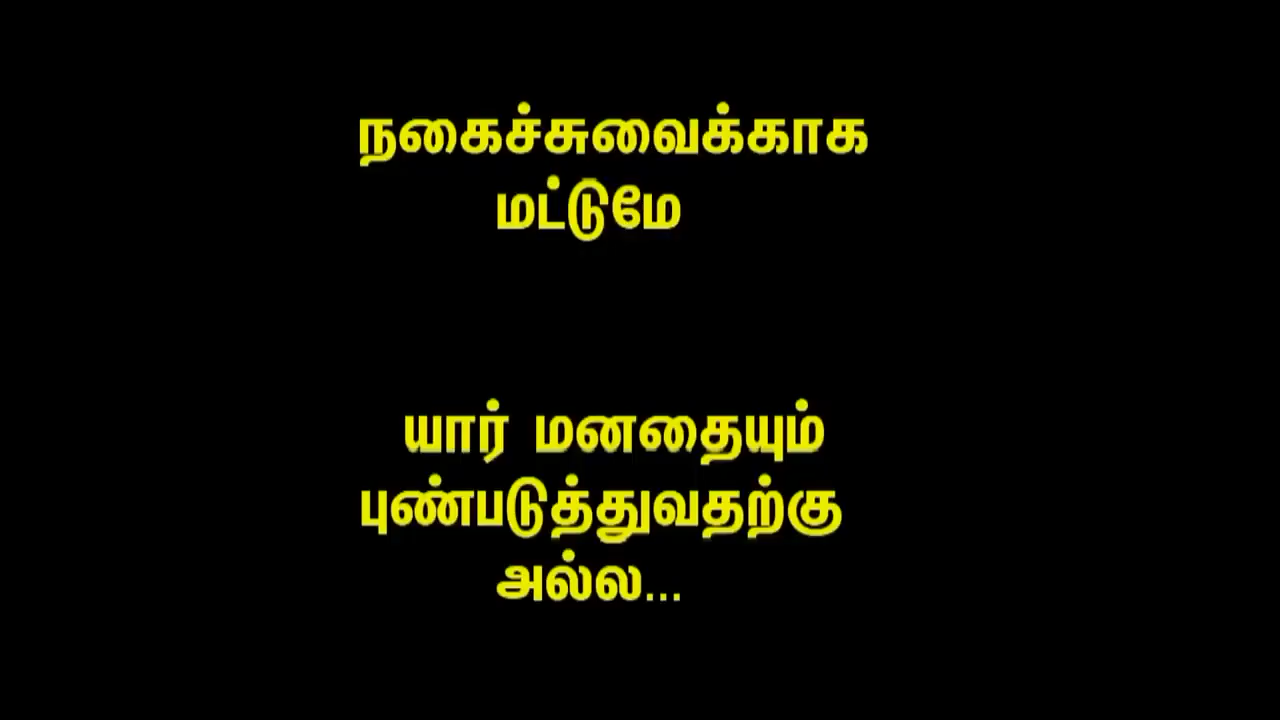 நகைச்சுவைக்காக
மட்டுமே
யார் மனதையும்
புண்படுத்துவதற்கு
அல்ல...